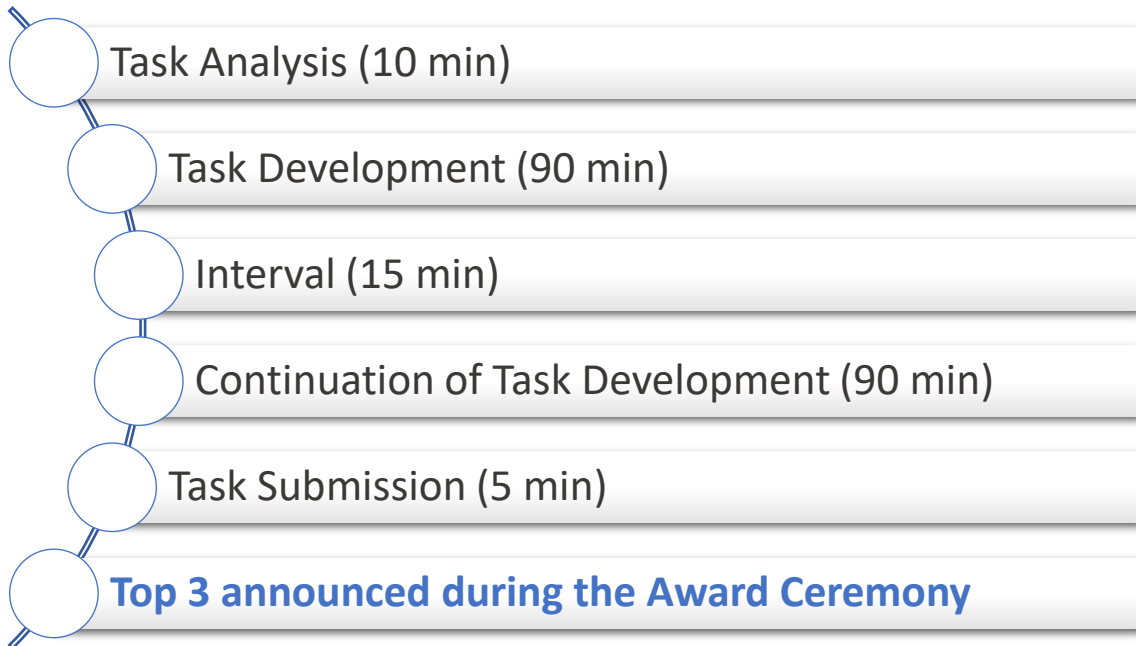 Task Analysis (10 min)
Task Development (90 min)
Interval (15 min)
Continuation of Task Development (90 min)
Task Submission (5 min)
Top 3 announced during the Award Ceremony